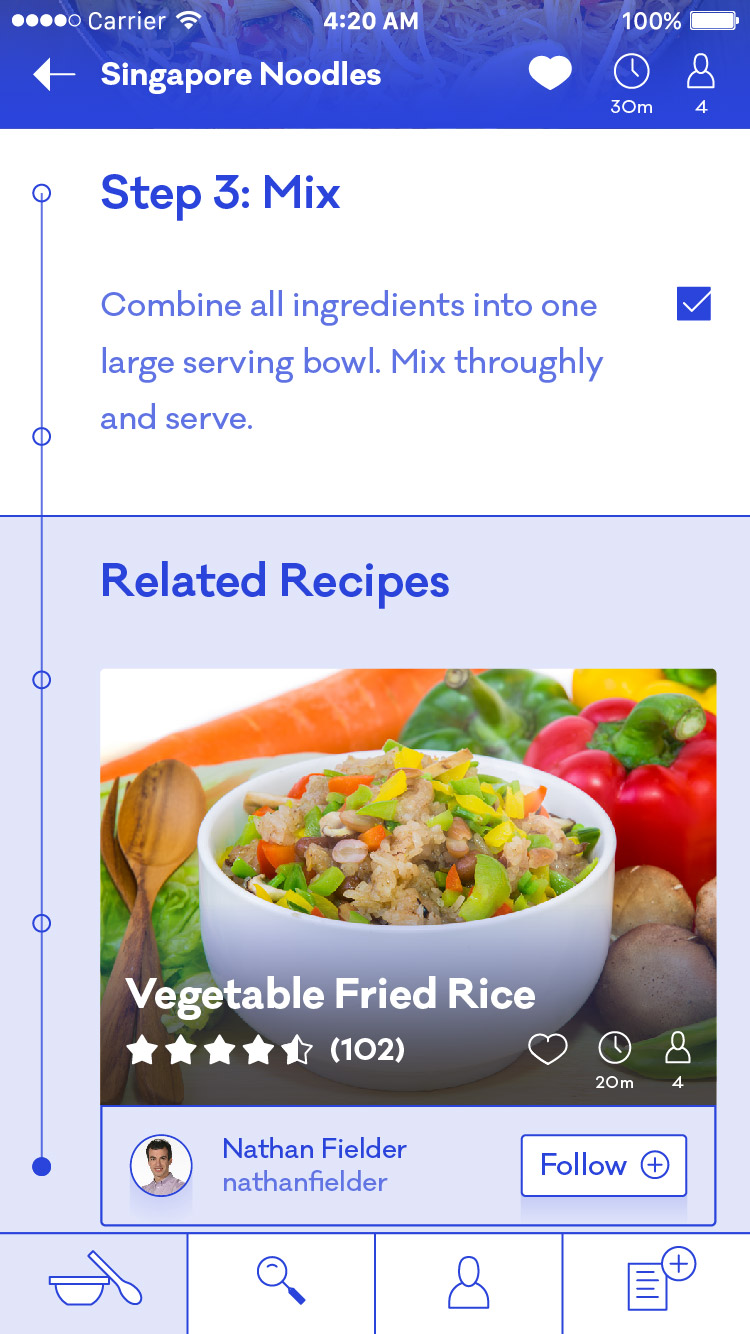 Carrier 4:20 AM 100%
Singapore Noodles
30m 4
Step 3: Mix
Combine all ingredients into one
large serving bowl. Mix throughly
and serve.
Related Recipes
Vegetable Fried Rice
(102)
20m 4
Nathan Fielder
nathanfielder
Follow